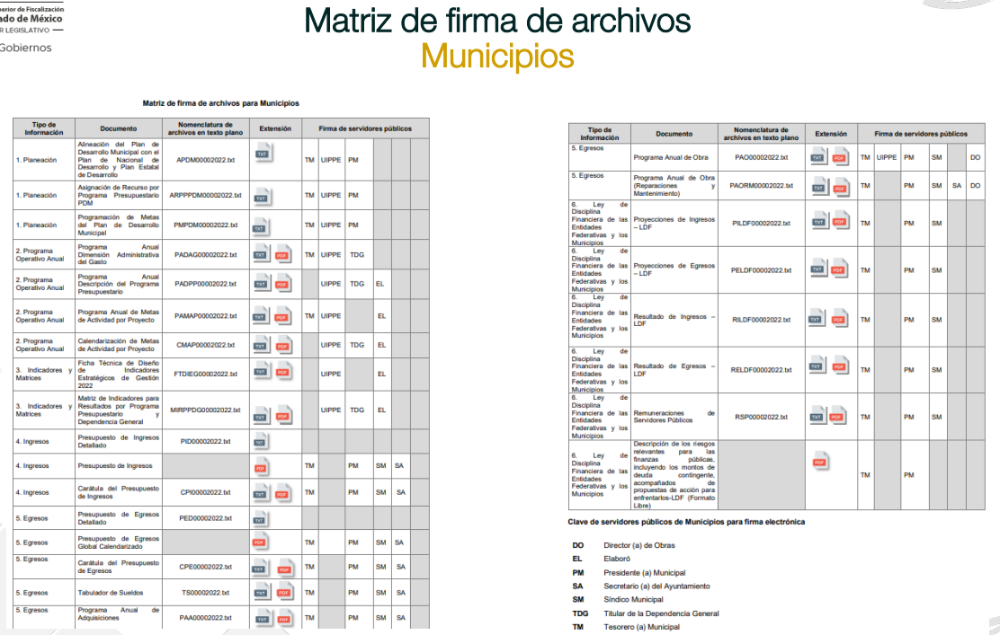 perior de Fiscalización
ado de México
R LEGISLATIVO
Gobiernos
Matriz de firma de archivos
Municipios
Matriz de firma de archivos para Municipios
Tipo de Información Documento Nomenclatura de archivos en texto plano Extensión Firma de servidores públicos
1. Planeación Alineación del Plan de Desarrollo Municipal con el Plan de Nacional de Desarrollo y Plan Estatal de Desarrollo APDM00002022.txt TXT TM UIPPE PM
1. Planeación Asignación de Recurso por Programa Presupuestario PDM ARPPPDM00002022.txt TXT TM UIPPE PM
1. Planeación Programación de Metas del Plan de Desarrollo Municipal PMPDM00002022.txt TXT TM UIPPE PM
2. Programa Operativo Anual Programa Anual Dimensión Administrativa del Gasto PADAG00002022.txt TXT PDF TM UIPPE TDG
2. Programa Operativo Anual Programa Anual Descripción del Programa Presupuestario PADPP00002022.txt TXT PDF UIPPE TDG EL
2. Programa Operativo Anual Programa Anual de Metas de Actividad por Proyecto PAMAP00002022.txt TXT PDF TM UIPPE EL
2. Programa Operativo Anual Calendarización de Metas de Actividad por Proyecto CMAP00002022.txt TXT PDF UIPPE TDG EL
3. Indicadores y Matrices Ficha Técnica de Diseño de Indicadores Estratégicos de Gestión 2022 FTDIEG00002022.txt TXT PDF UIPPE EL
3. Indicadores y Matrices Matriz de Indicadores para Resultados por Programa Presupuestario y Dependencia General MIRPPDG00002022.txt TXT PDF UIPPE TDG EL
4. Ingresos Presupuesto de Ingresos Detallado PID00002022.txt TXT
4. Ingresos Presupuesto de Ingresos PDF TM PM SM SA
4. Ingresos Carátula del Presupuesto de Ingresos CPI00002022.txt TXT PDF TM PM SM SA
5. Egresos Presupuesto de Egresos Detallado PED00002022.txt TXT
5. Egresos Presupuesto de Egresos Global Calendarizado PDF TM PM SM SA
5. Egresos Carátula del Presupuesto de Egresos CPE00002022.txt TXT PDF TM PM SM SA
5. Egresos Tabulador de Sueldos TS00002022.txt TXT PDF TM PM SM SA
5. Egresos Programa Anual de Adquisiciones PAA00002022.txt TXT PDF TM PM SM SA
Tipo de Información Documento Nomenclatura de archivos en texto plano Extensión Firma de servidores públicos
5. Egresos Programa Anual de Obra PAO00002022.txt TXT PDF TM UIPPE PM SM DO
5. Egresos Programa Anual de Obra (Reparaciones y Mantenimiento) PAORM00002022.txt TXT PDF TM PM SM SA DO
6. Ley de Disciplina Financiera de las Entidades Federativas y los Municipios Proyecciones de Ingresos – LDF PILDF00002022.txt TXT PDF TM PM SM
6. Ley de Disciplina Financiera de las Entidades Federativas y los Municipios Proyecciones de Egresos – LDF PELDF00002022.txt TXT PDF TM PM SM
6. Ley de Disciplina Financiera de las Entidades Federativas y los Municipios Resultado de Ingresos – LDF RILDF00002022.txt TXT PDF TM PM SM
6. Ley de Disciplina Financiera de las Entidades Federativas y los Municipios Resultado de Egresos – LDF RELDF00002022.txt TXT PDF TM PM SM
6. Ley de Disciplina Financiera de las Entidades Federativas y los Municipios Remuneraciones de Servidores Públicos RSP00002022.txt TXT PDF TM PM SM
6. Ley de Disciplina Financiera de las Entidades Federativas y los Municipios Descripción de los riesgos relevantes para las finanzas públicas, incluyendo los montos de deuda contingente, acompañados de propuestas de acción para enfrentarlos-LDF (Formato Libre) PDF TM PM
Clave de servidores públicos de Municipios para firma electrónica
DO Director (a) de Obras
EL Elaboró
PM Presidente (a) Municipal
SA Secretario (a) del Ayuntamiento
SM Síndico Municipal
TDG Titular de la Dependencia General
TM Tesorero (a) Municipal